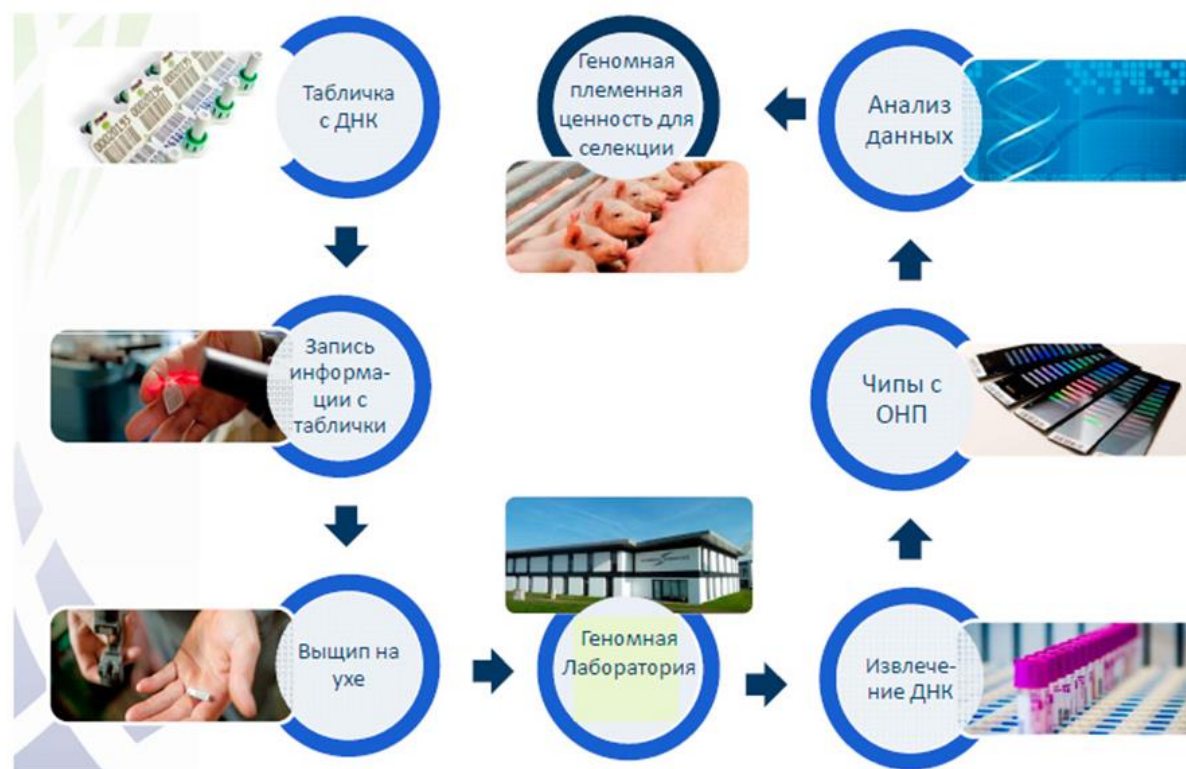 Табличка
с ДНК
Запись
информа-
ции с
таблички
Выщип на
ухе
Геномная
Лаборатория
Извлече-
ние ДНК
Чипы с
ОНП
Анализ
данных
Геномная
племенная
ценность для
селекции